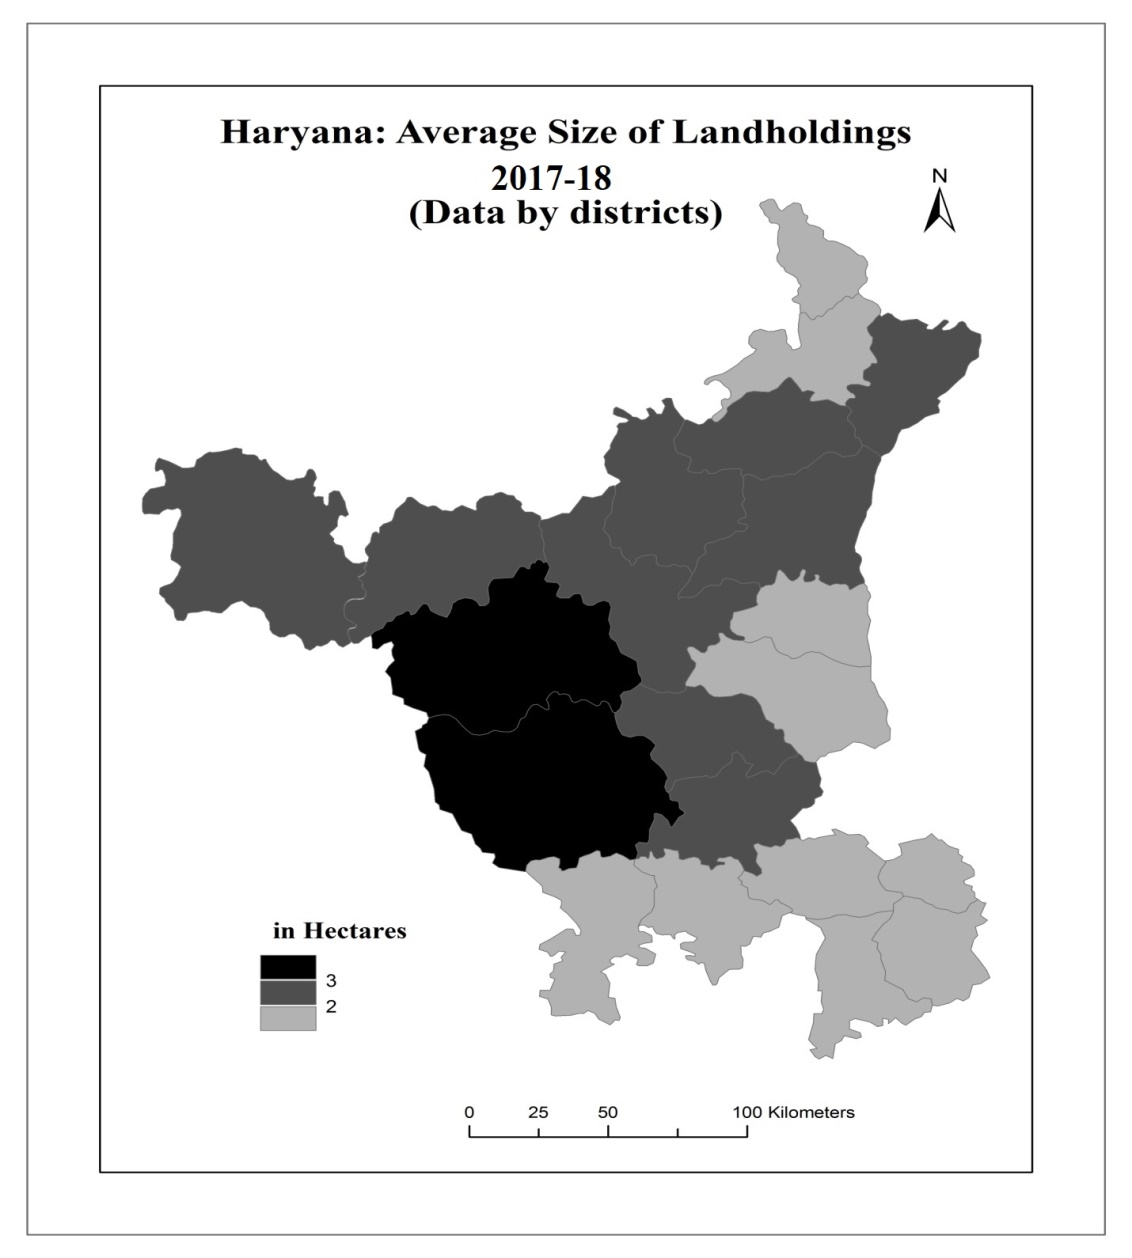 Haryana: Average Size of Landholdings
2017-18
(Data by districts)
N
in Hectares
3
2
0 25 50 100 Kilometers